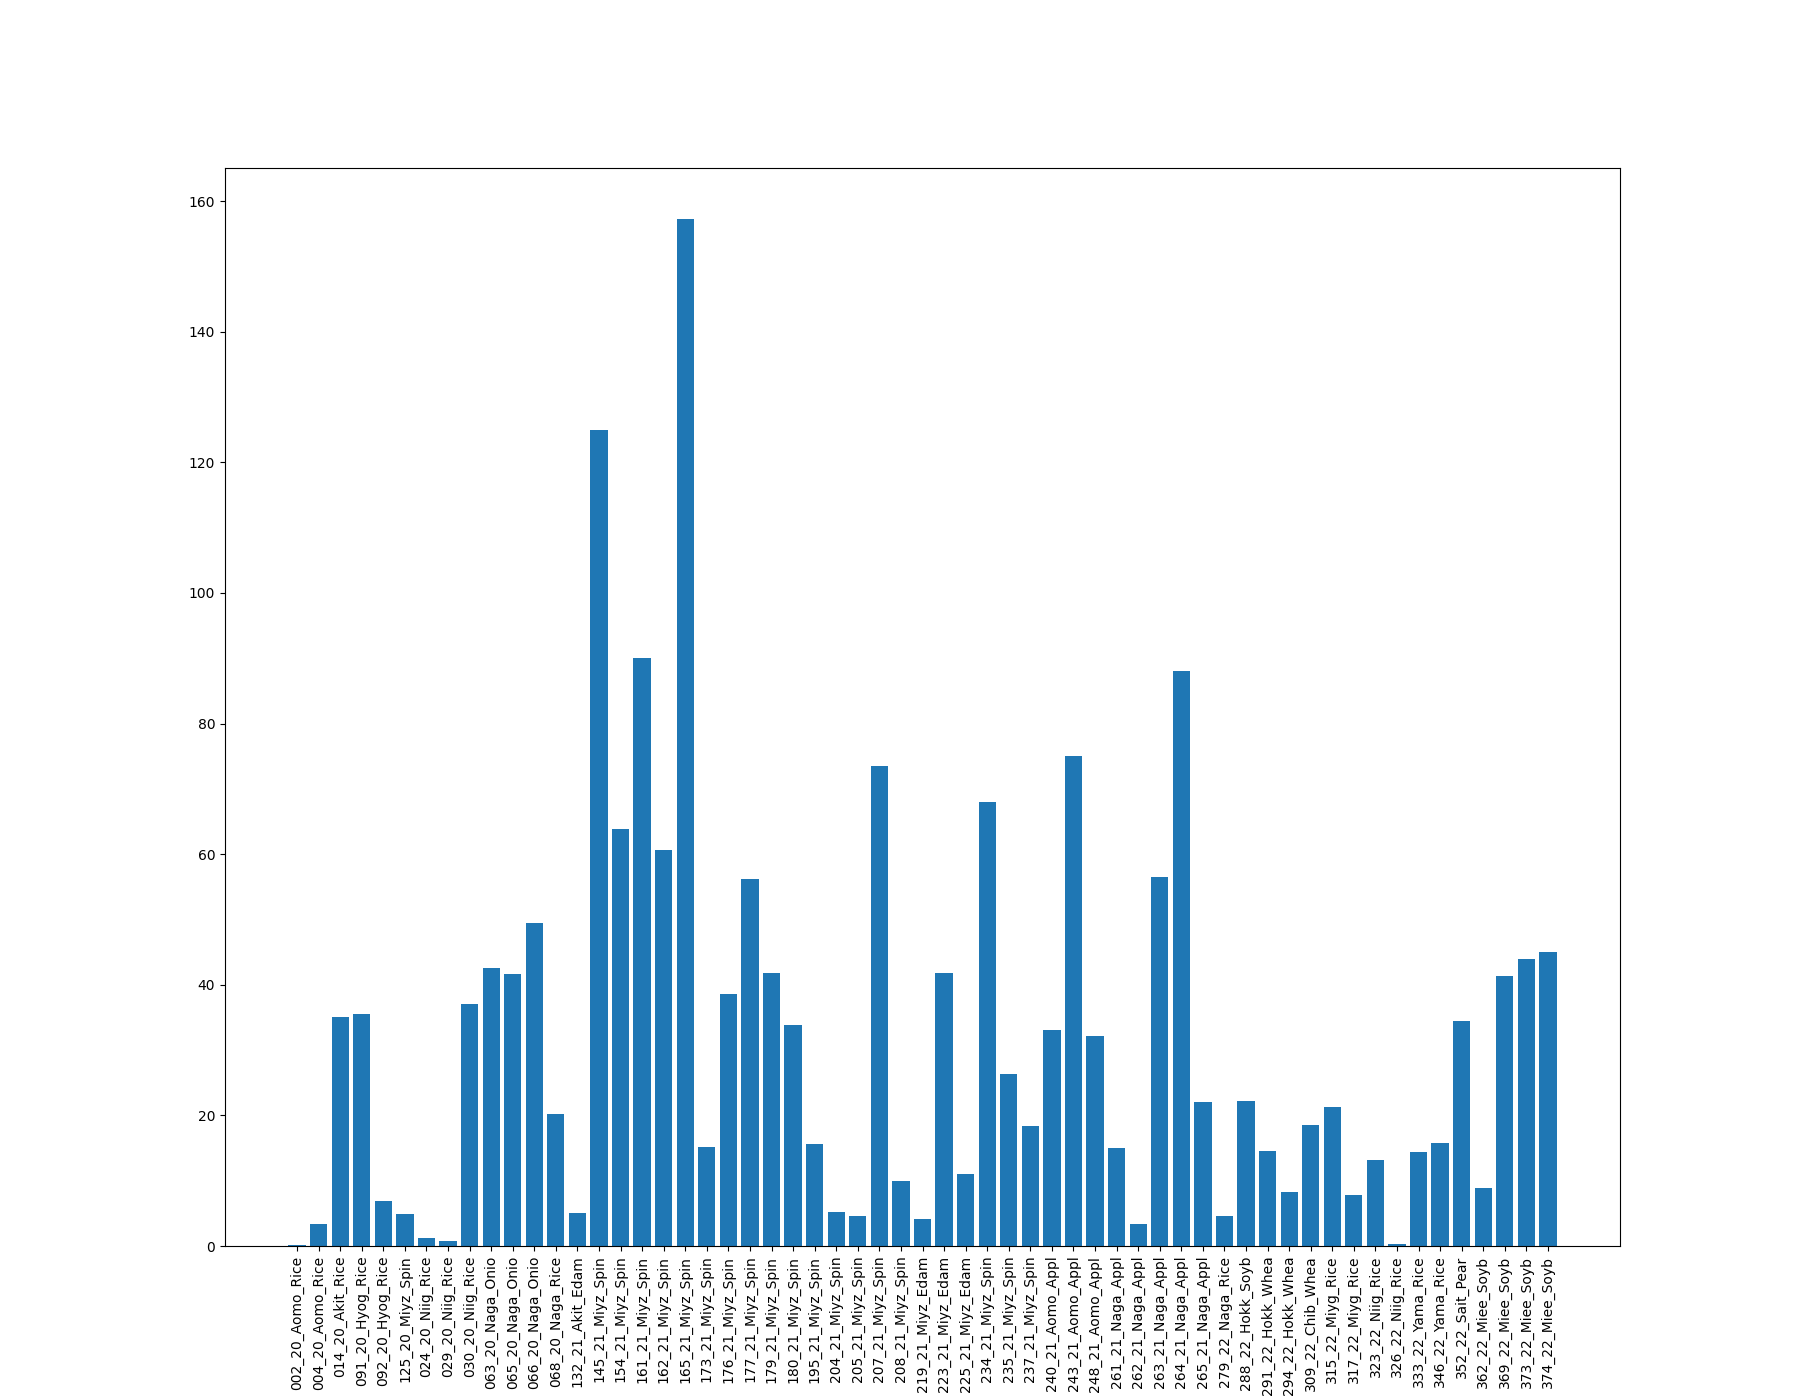 160
140
120
100
80
60
40
20
0
002_20_Aomo_Rice
004_20_Aomo_Rice
014_20_Akit_Rice
091_20_Hyog_Rice
092_20_Hyog_Rice
125_20_Miyz_Spin
024_20_Niig_Rice
029_20_Niig_Rice
030_20_Niig_Rice
063_20_Naga_Onio
065_20_Naga_Onio
066_20_Naga_Onio
068_20_Naga_Rice
132_21_Akit_Edam
145_21_Miyz_Spin
154_21_Miyz_Spin
161_21_Miyz_Spin
162_21_Miyz_Spin
165_21_Miyz_Spin
173_21_Miyz_Spin
176_21_Miyz_Spin
177_21_Miyz_Spin
179_21_Miyz_Spin
180_21_Miyz_Spin
195_21_Miyz_Spin
204_21_Miyz_Spin
205_21_Miyz_Spin
207_21_Miyz_Spin
208_21_Miyz_Spin
219_21_Miyz_Edam
223_21_Miyz_Edam
225_21_Miyz_Edam
234_21_Miyz_Spin
235_21_Miyz_Spin
237_21_Miyz_Spin
240_21_Aomo_Appl
243_21_Aomo_Appl
248_21_Aomo_Appl
261_21_Naga_Appl
262_21_Naga_Appl
263_21_Naga_Appl
264_21_Naga_Appl
265_21_Naga_Appl
279_22_Naga_Rice
288_22_Hokk_Soyb
291_22_Hokk_Whea
294_22_Hokk_Whea
309_22_Chib_Whea
315_22_Miyg_Rice
317_22_Miyg_Rice
323_22_Niig_Rice
326_22_Niig_Rice
333_22_Yama_Rice
346_22_Yama_Rice
352_22_Sait_Pear
362_22_Miee_Soyb
369_22_Miee_Soyb
373_22_Miee_Soyb
374_22_Miee_Soyb